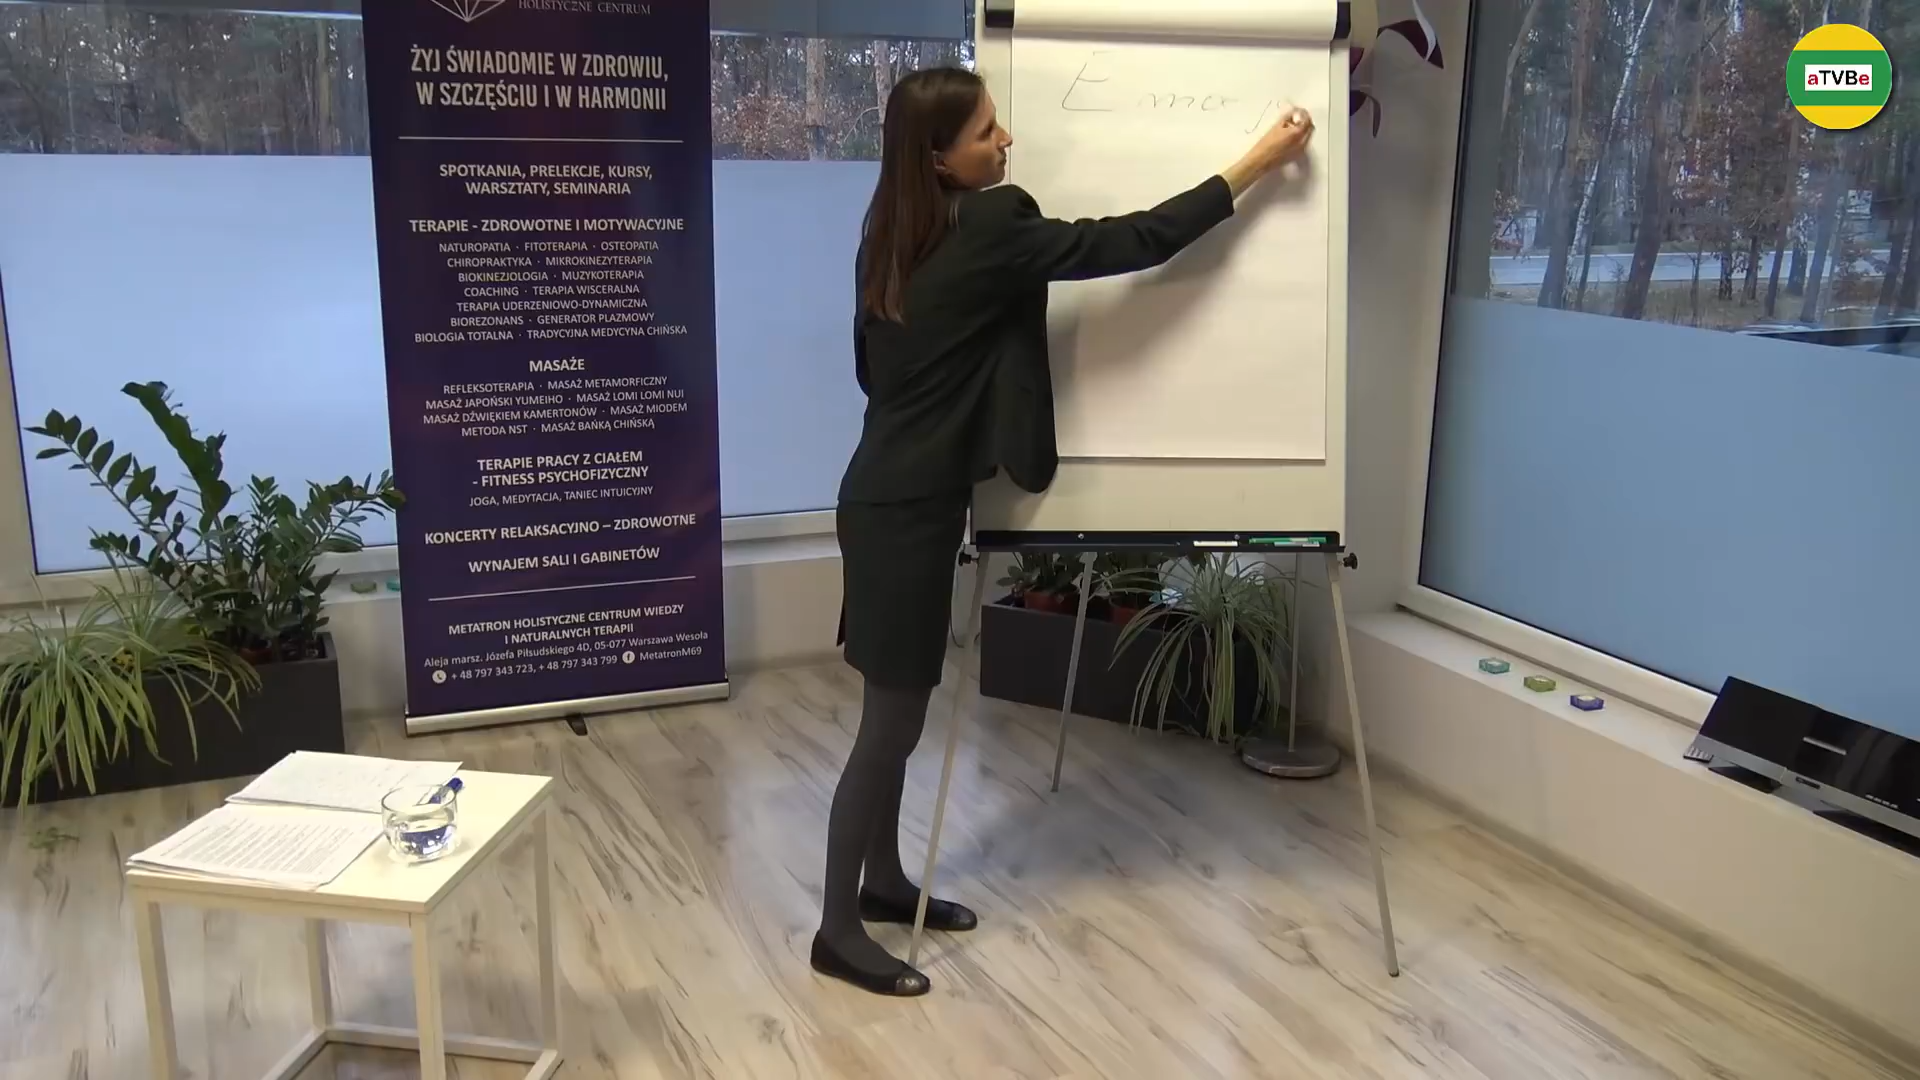 HOLISTYCZNE CENTRUM
ŻYJ ŚWIADOMIE W ZDROWIU,
W SZCZĘŚCIU I W HARMONII
SPOTKANIA, PRELEKCJE, KURSY,
WARSZTATY, SEMINARIA
TERAPIE - ZDROWOTNE I MOTYWACYJNE
NATUROPATIA · FITOTERAPIA · OSTEOPATIA
CHIROPRAKTYKA · MIKROKINEZYTERAPIA
BIOKINEZJOLOGIA · MUZYKOTERAPIA
COACHING · TERAPIA WISCERALNA
TERAPIA UDERZENIOWO-DYNAMICZNA
BIOREZONANS · GENERATOR PLAZMOWY
BIOLOGIA TOTALNA · TRADYCYJNA MEDYCYNA CHIŃSKA
MASAŻE
REFLEKSOTERAPIA · MASAŻ METAMORFICZNY
MASAŻ JAPOŃSKI YUMEIHO · MASAŻ LOMI LOMI NUI
MASAŻ DŹWIĘKIEM KAMERTONÓW · MASAŻ MIODEM
METODA NST · MASAŻ BAŃKĄ CHIŃSKĄ
TERAPIE PRACY Z CIAŁEM
- FITNESS PSYCHOFIZYCZNY
JOGA, MEDYTACJA, TANIEC INTUICYJNY
KONCERTY RELAKSACYJNO – ZDROWOTNE
WYNAJEM SALI I GABINETÓW
METATRON HOLISTYCZNE CENTRUM WIEDZY
I NATURALNYCH TERAPII
Aleja marsz. Józefa Piłsudskiego 4D, 05-077 Warszawa Wesoła
+ 48 797 343 723, + 48 797 343 799 MetatronM69
aTVBe